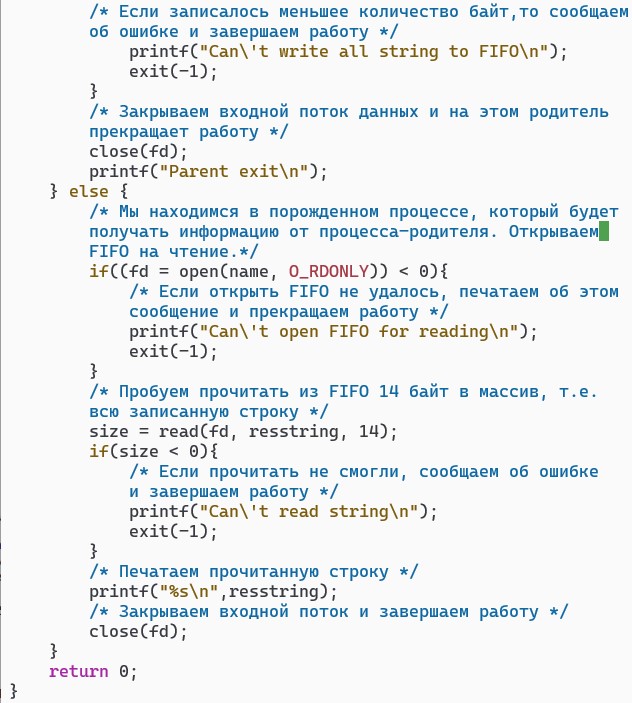 /* Если записалось меньшее количество байт,то сообщаем
об ошибке и завершаем работу */
printf("Can\'t write all string to FIFO\n");
exit(-1);
}
/* Закрываем входной поток данных и на этом родитель
прекращает работу */
close(fd);
printf("Parent exit\n");
} else {
/* Мы находимся в порожденном процессе, который будет
получать информацию от процесса-родителя. Открываем
FIFO на чтение.*/
if((fd = open(name, O_RDONLY)) < 0){
/* Если открыть FIFO не удалось, печатаем об этом
сообщение и прекращаем работу */
printf("Can\'t open FIFO for reading\n");
exit(-1);
}
/* Пробуем прочитать из FIFO 14 байт в массив, т.е.
всю записанную строку */
size = read(fd, resstring, 14);
if(size < 0){
/* Если прочитать не смогли, сообщаем об ошибке
и завершаем работу */
printf("Can\'t read string\n");
exit(-1);
}
/* Печатаем прочитанную строку */
printf("%s\n",resstring);
/* Закрываем входной поток и завершаем работу */
close(fd);
}
return 0;
}